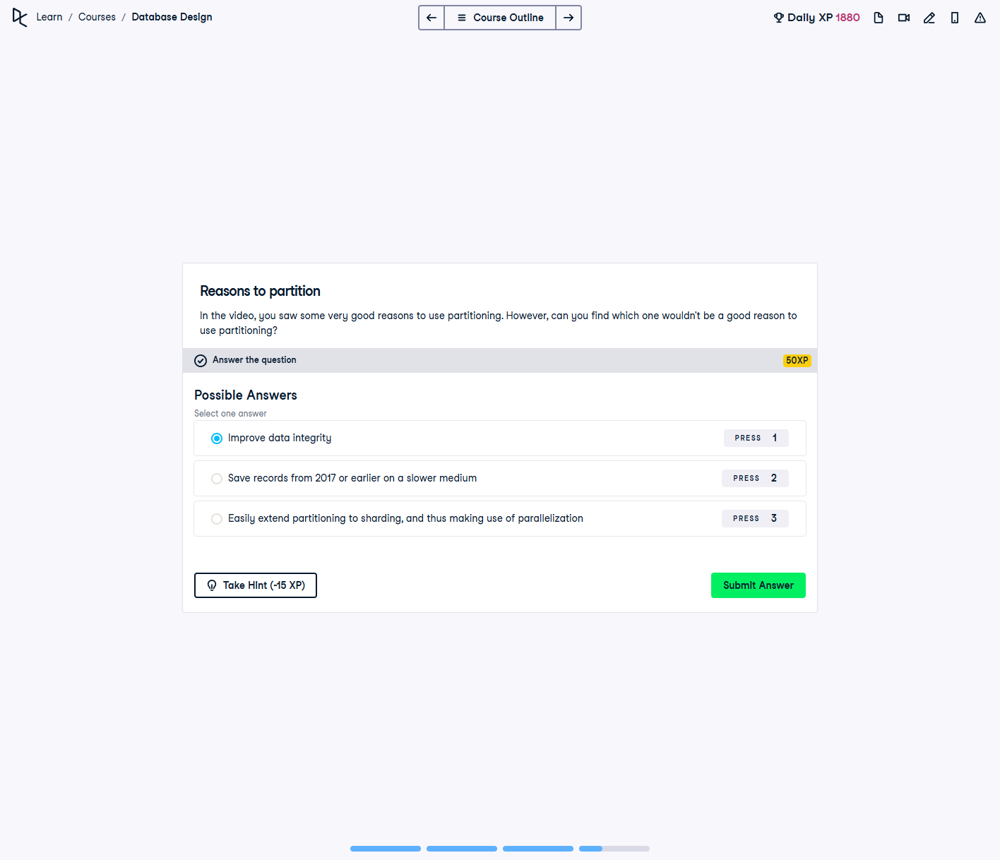 Learn / Courses / Database Design
Course Outline
Daily XP 1880
Reasons to partition
In the video, you saw some very good reasons to use partitioning. However, can you find which one wouldn't be a good reason to
use partitioning?
Answer the question
50XP
Possible Answers
Select one answer
Improve data integrity
PRESS 1
Save records from 2017 or earlier on a slower medium
PRESS 2
Easily extend partitioning to sharding, and thus making use of parallelization
PRESS 3
Take Hint (-15 XP)
Submit Answer